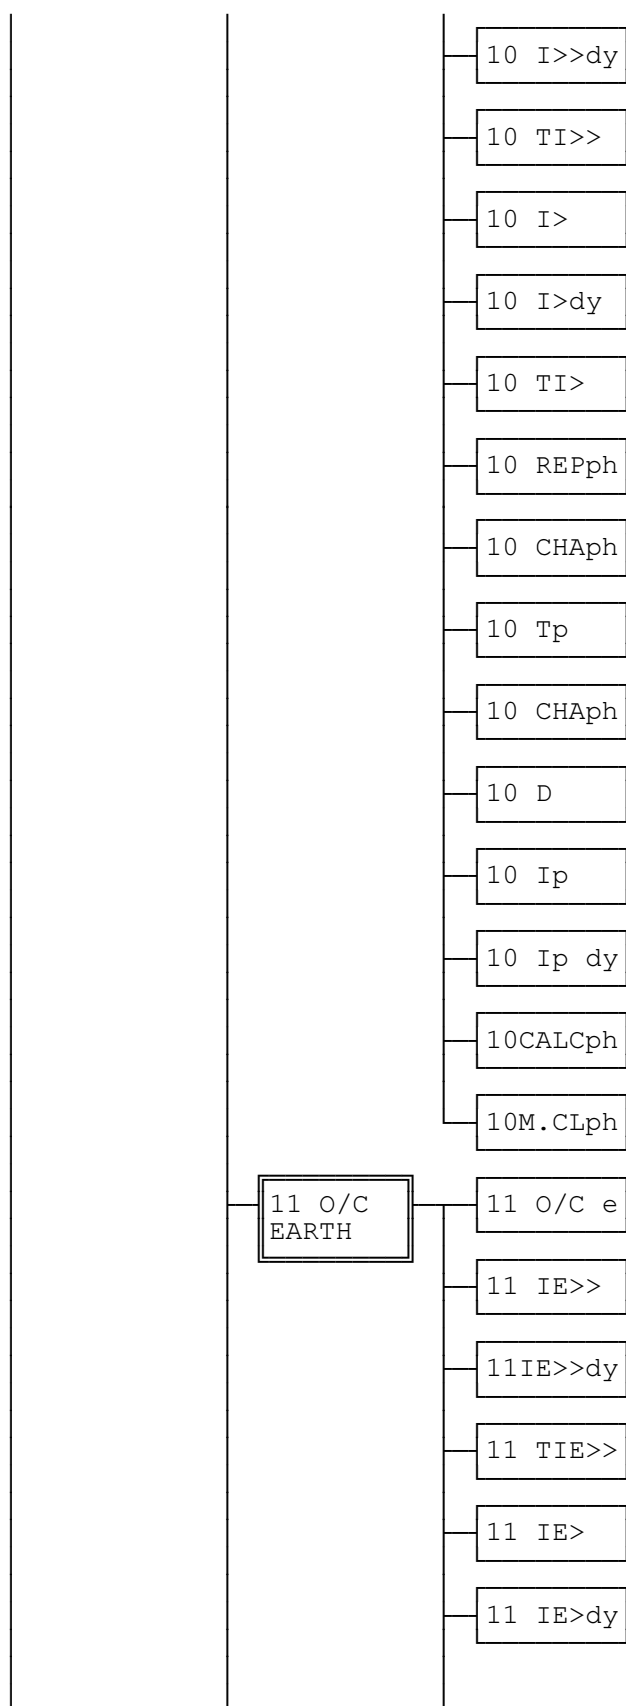 10 I>>dy
10 TI>>
10 I>
10 I>dy
10 TI>
10 REPph
10 CHAph
10 Tp
10 CHAph
10 D
10 Ip
10 Ip dy
10CALCph
10M.CLph
11 O/C
EARTH
11 O/C e
11 IE>>
11IE>>dy
11 TIE>>
11 IE>
11 IE>dy